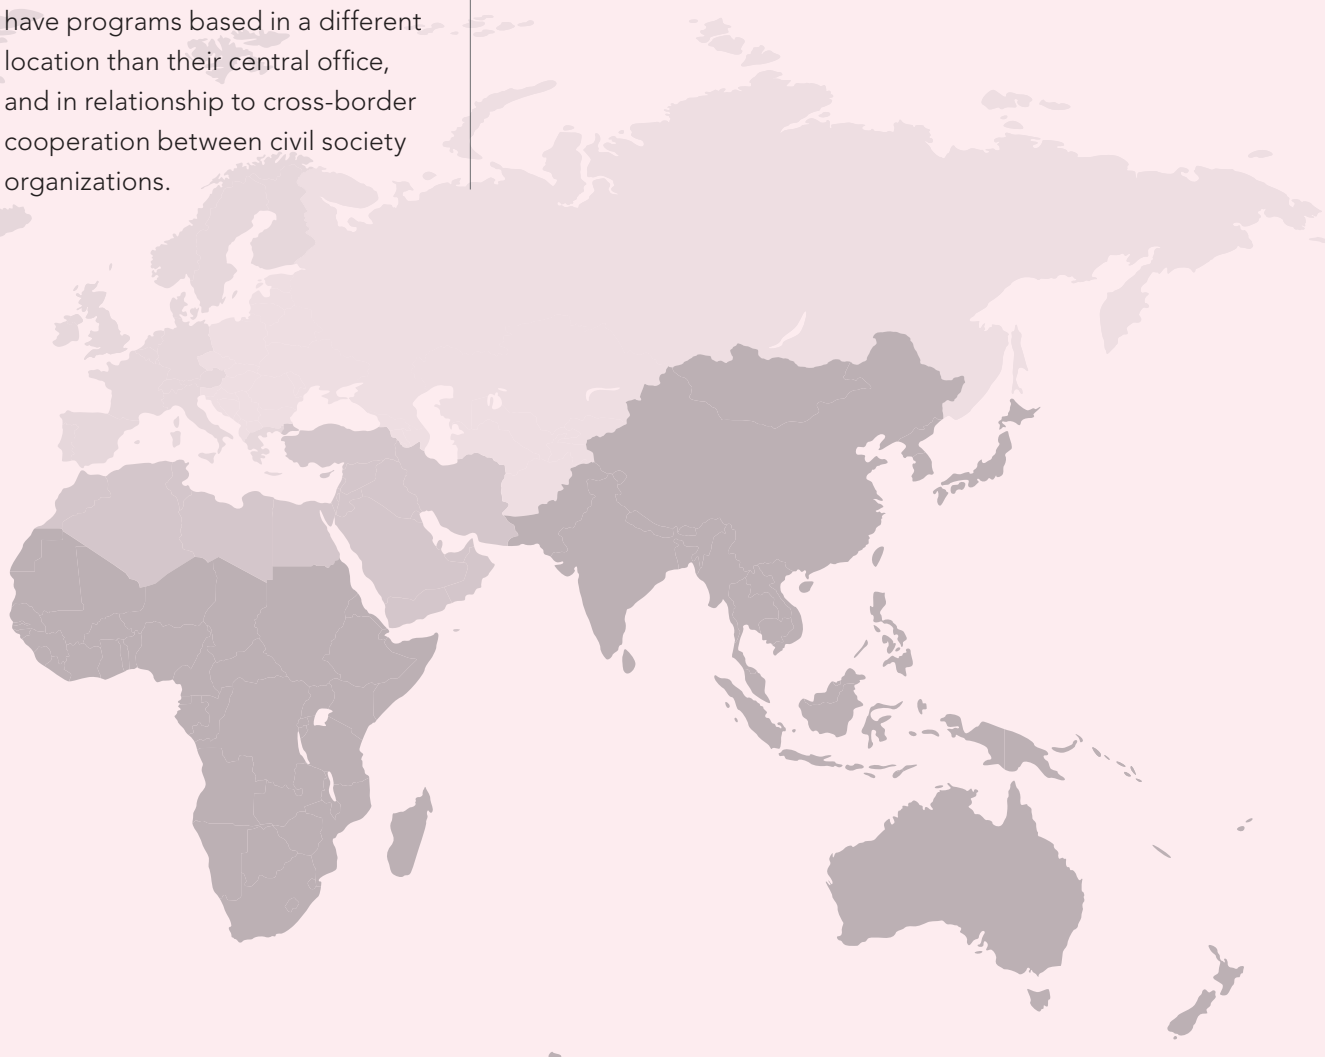 have programs based in a different
location than their central office,
and in relationship to cross-border
cooperation between civil society
organizations.